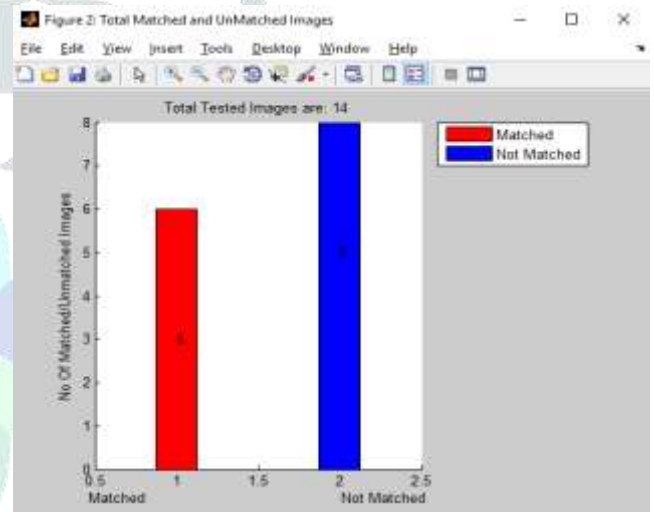 Figure 2: Total Matched and UnMatched Images
File Edit View Insert Tools Desktop Window Help
Total Tested Images are: 14
Matched
Not Matched
No Of Matched/Unmatched Images
8
7
6
5
4
3
2
1
0
0.5 1 1.5 2 2.5
Matched Not Matched